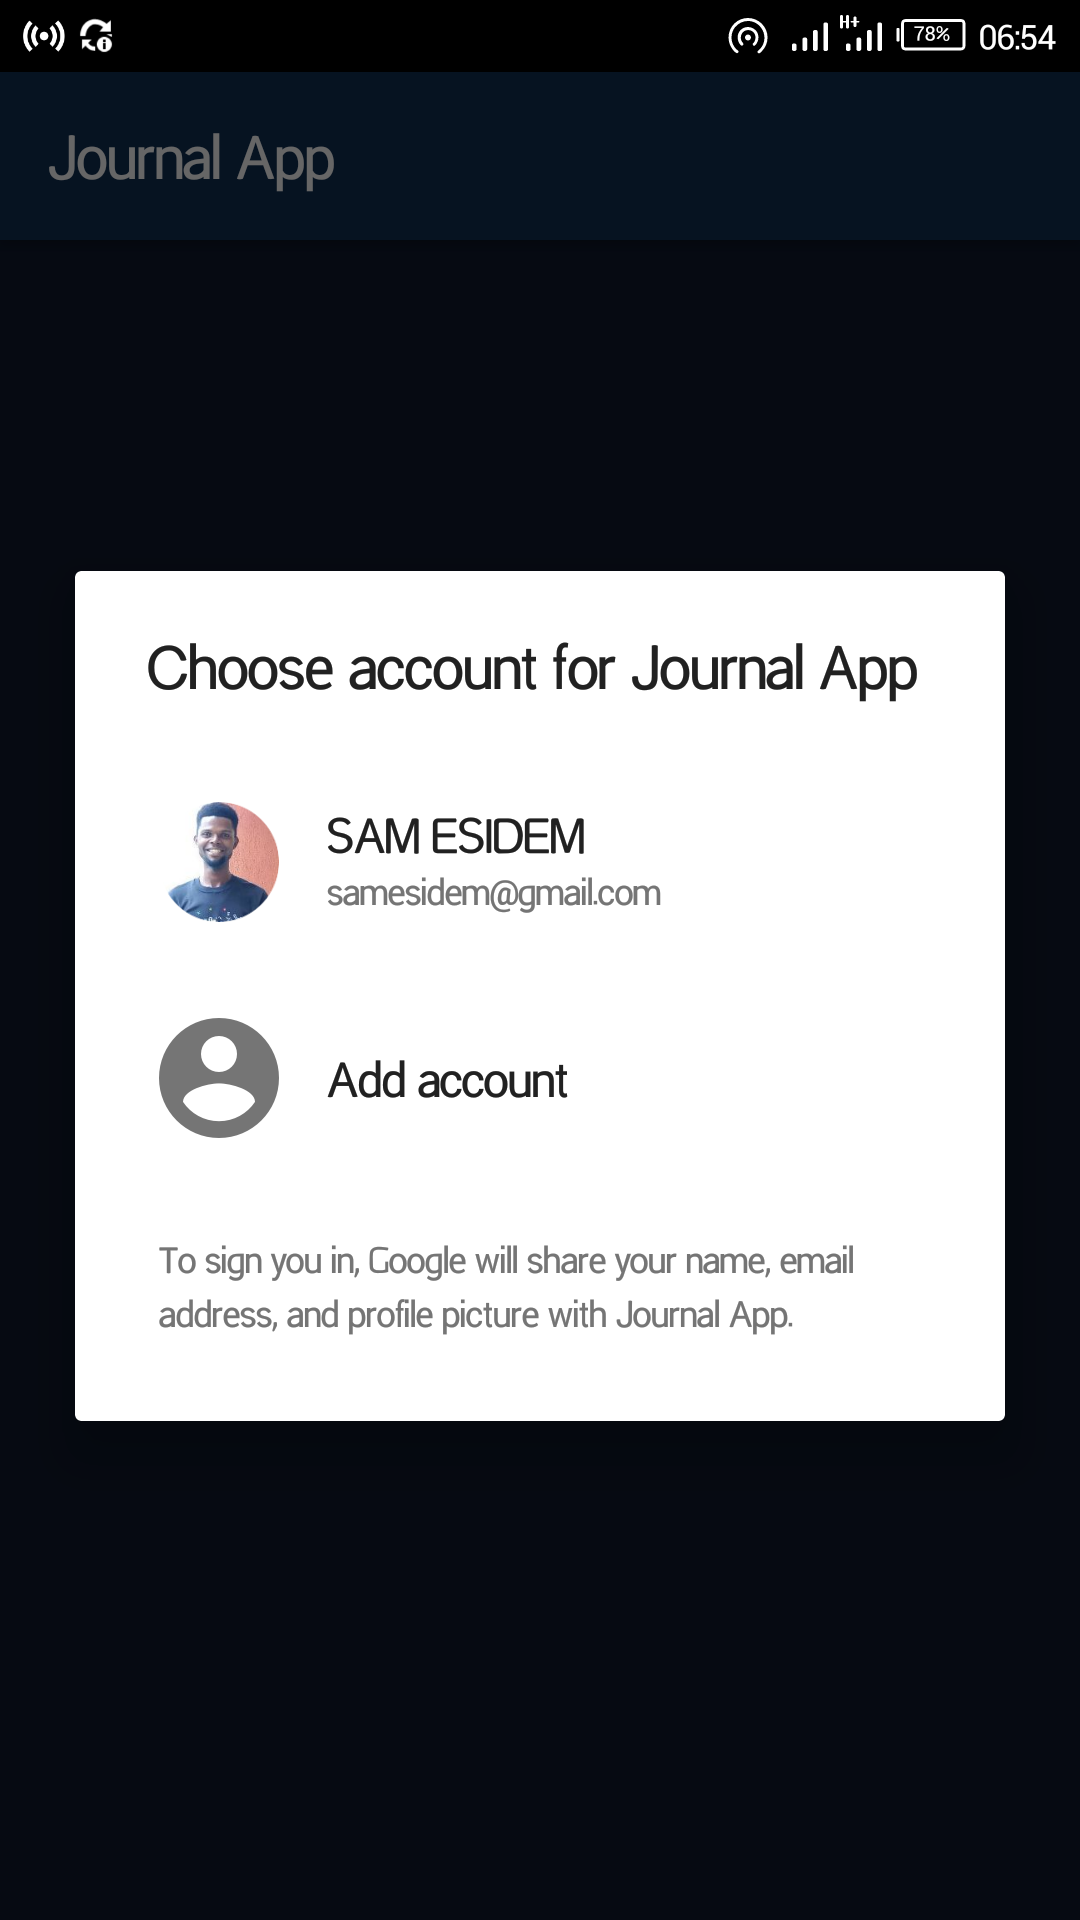 H+ 78% 06:54
Journal App
Choose account for Journal App
SAM ESIDEM
samesidem@gmail.com
Add account
To sign you in, Google will share your name, email
address, and profile picture with Journal App.